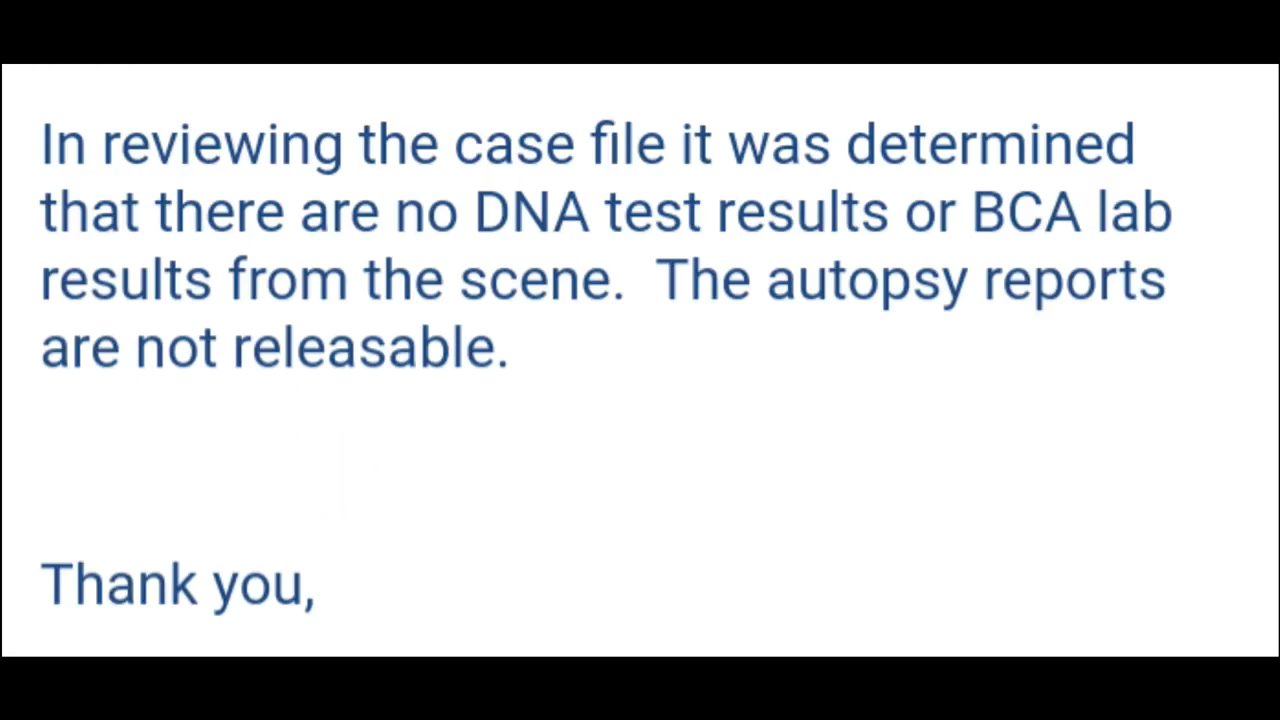 In reviewing the case file it was determined
that there are no DNA test results or BCA lab
results from the scene.  The autopsy reports
are not releasable.
Thank you,